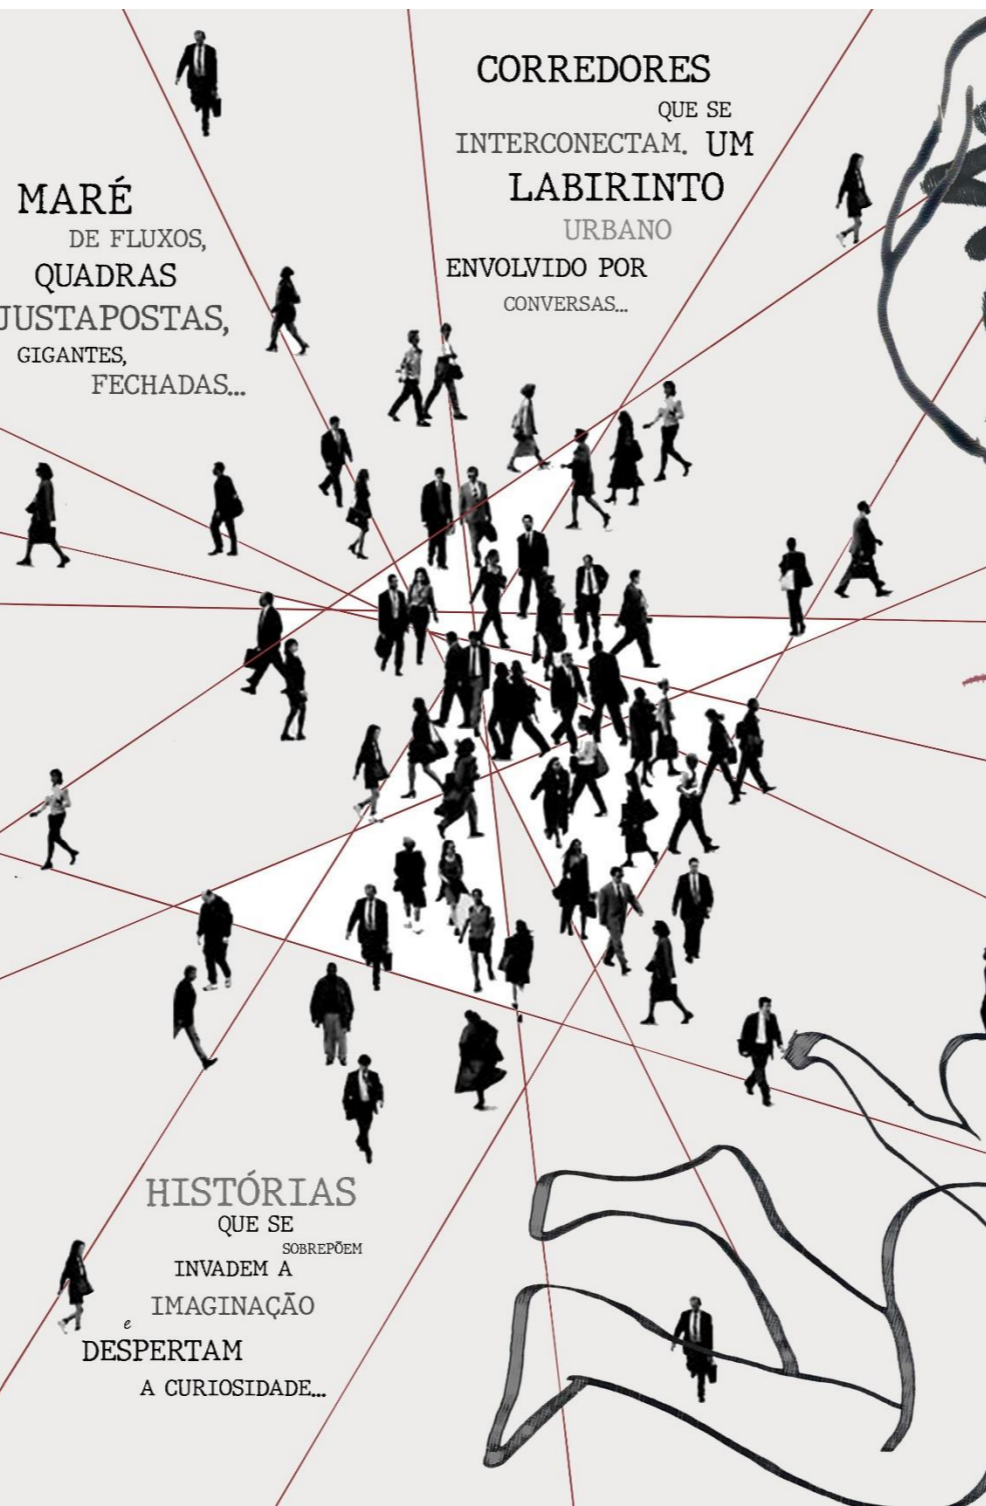 CORREDORES
QUE SE
INTERCONECTAM. UM
LABIRINTO
URBANO
ENVOLVIDO POR
CONVERSAS...
MARÉ
DE FLUXOS,
QUADRAS
JUSTAPOSTAS,
GIGANTES,
FECHADAS...
HISTÓRIAS
QUE SE
SOBREPÕEM
INVADEM A
IMAGINAÇÃO
e
DESPERTAM
A CURIOSIDADE...